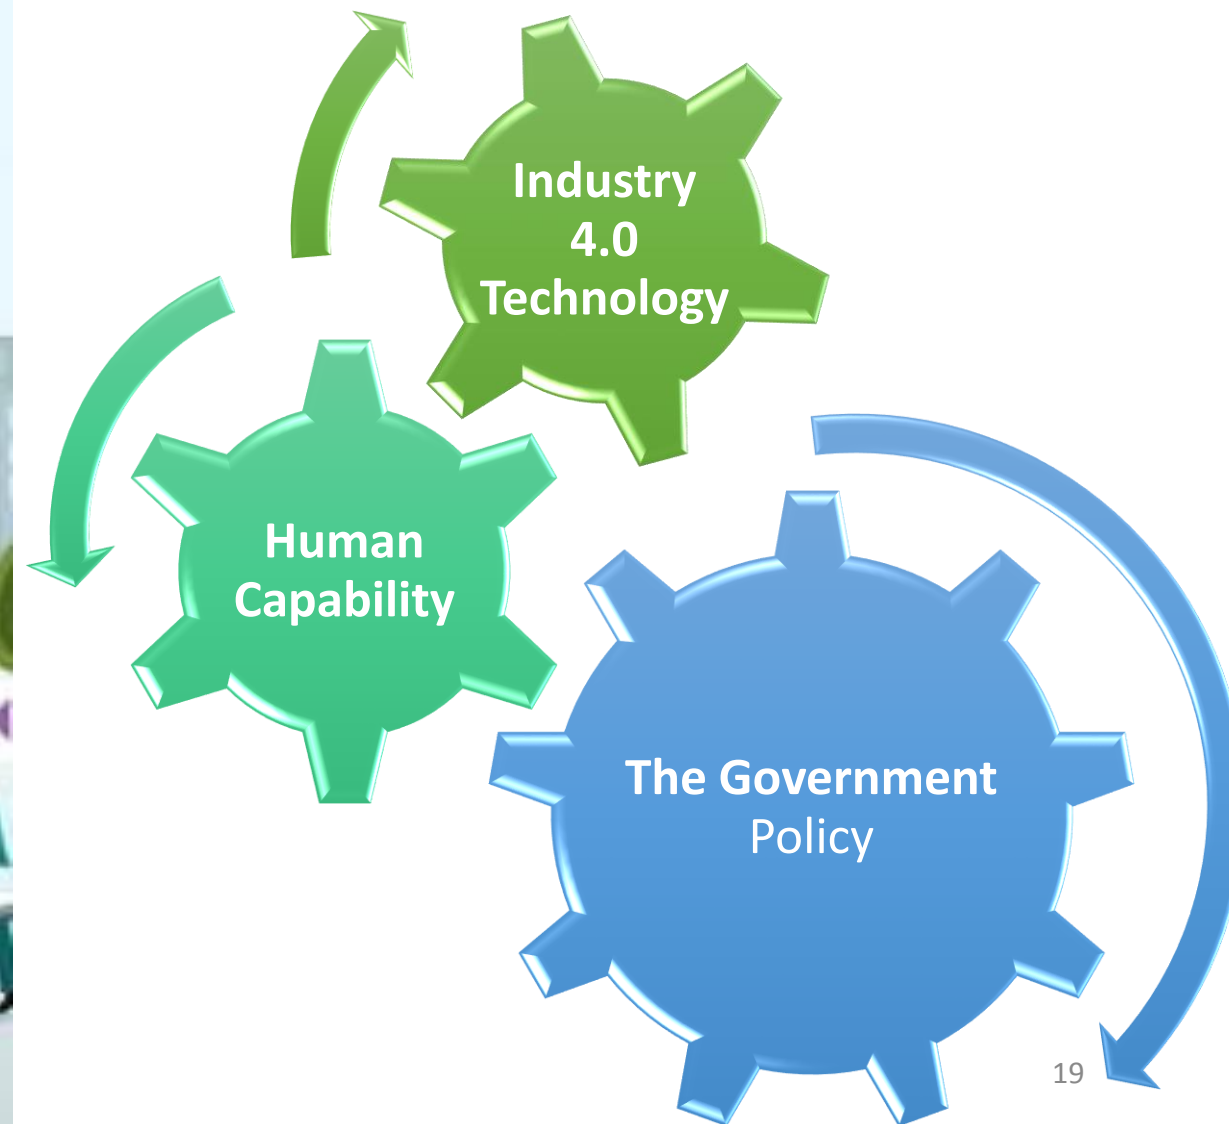 Industry
4.0
Technology
Human
Capability
The Government
Policy
19